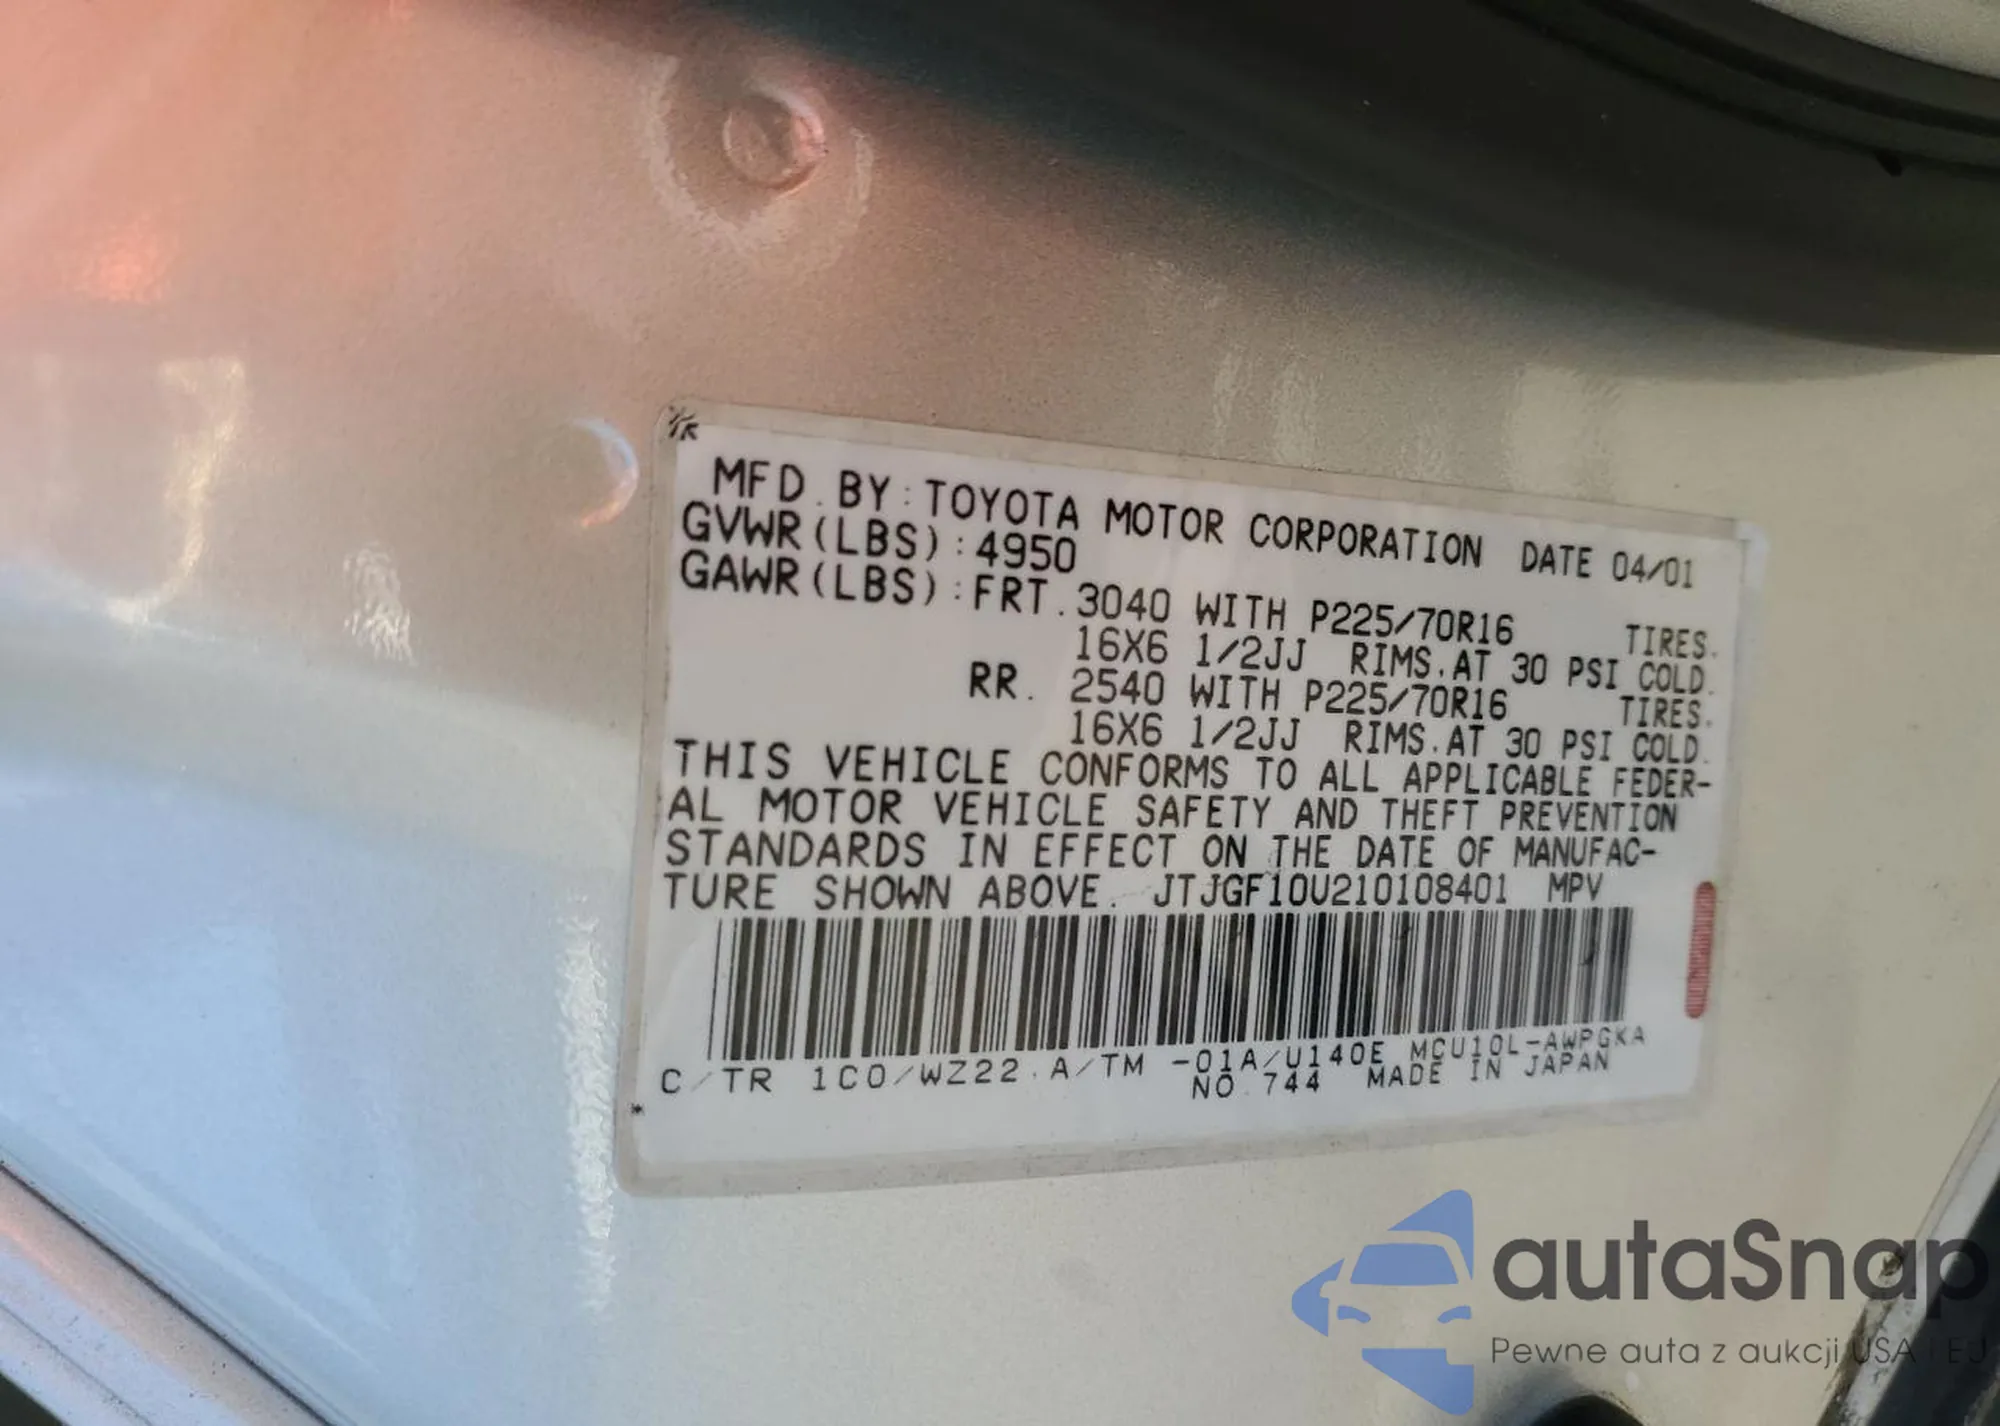 MFD. BY: TOYOTA MOTOR CORPORATION DATE 04/01
GVWR(LBS):4950
GAWR(LBS):FRT. 3040 WITH P225/70R16 TIRES.
16X6 1/2JJ RIMS.AT 30 PSI COLD.
RR. 2540 WITH P225/70R16 TIRES.
16X6 1/2JJ RIMS.AT 30 PSI COLD.
THIS VEHICLE CONFORMS TO ALL APPLICABLE FEDER-
AL MOTOR VEHICLE SAFETY AND THEFT PREVENTION
STANDARDS IN EFFECT ON THE DATE OF MANUFAC-
TURE SHOWN ABOVE. JTJGF10U210108401 MPV
C/TR 1C0/WZ22.A/TM -01A/U140E MCU10L-AWPGKA
* NO.744 MADE IN JAPAN
autaSnap
Pewne auta z aukcji USA i EU